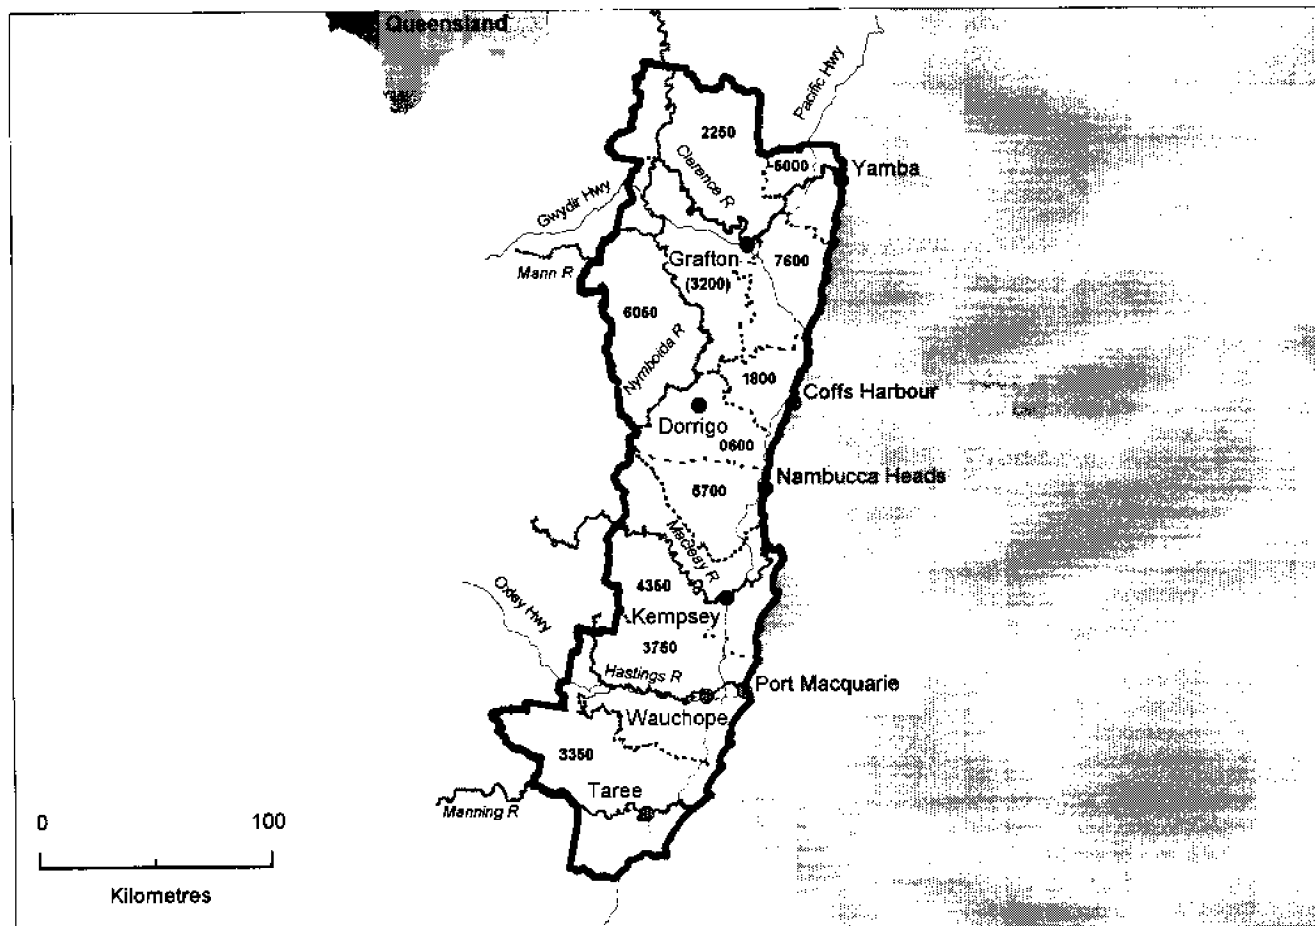 Queensland
Pacific Hwy
2250
5000
Clarence R
Yamba
Gwydir Hwy
Grafton
7600
Mann R
(3200)
6050
Nymboida R
1800
Coffs Harbour
Dorrigo
0600
Nambucca Heads
5700
Macleay R
4350
Oxley Hwy
Kempsey
3750
Hastings R
Port Macquarie
Wauchope
3350
Taree
Manning R
0 100
Kilometres